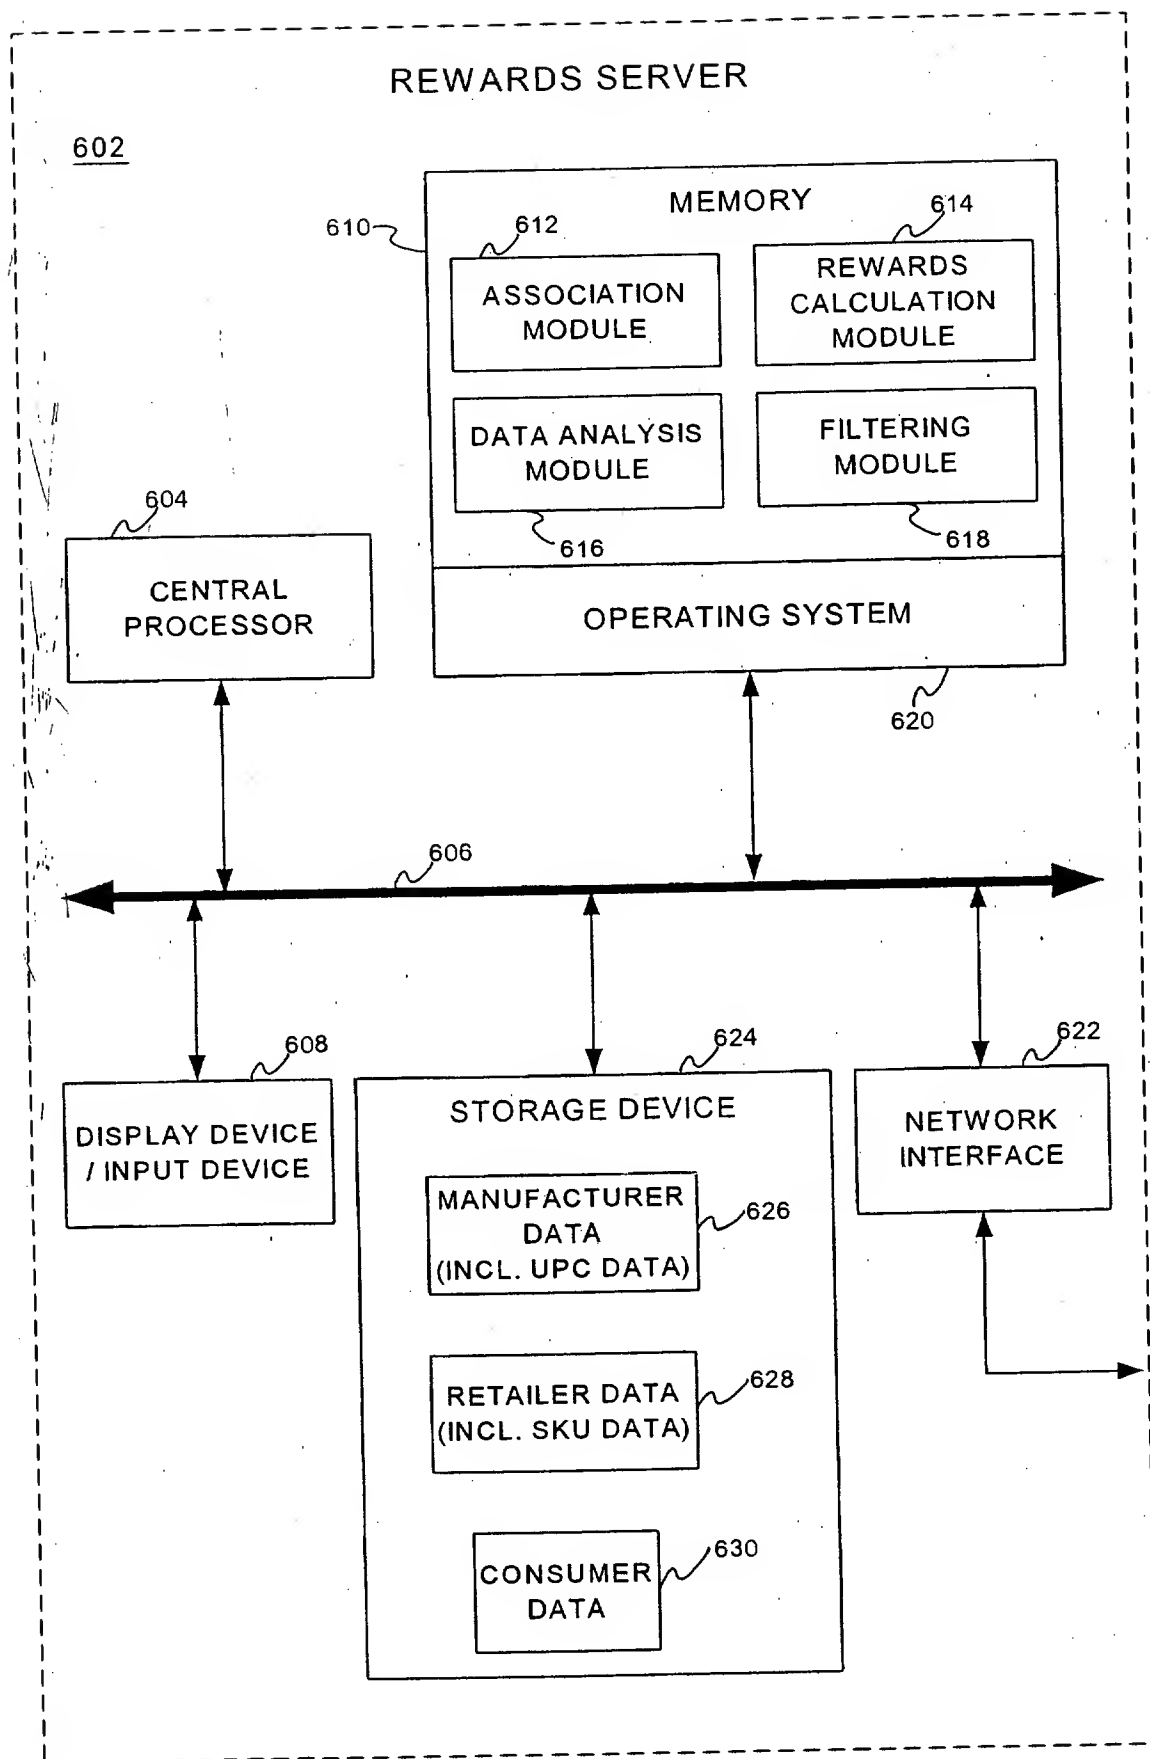 REWARDS SERVER
602
MEMORY
610
612
614
ASSOCIATION
MODULE
REWARDS
CALCULATION
MODULE
DATA ANALYSIS
MODULE
FILTERING
MODULE
616
618
604
CENTRAL
PROCESSOR
OPERATING SYSTEM
620
606
608
624
622
DISPLAY DEVICE
/ INPUT DEVICE
STORAGE DEVICE
NETWORK
INTERFACE
MANUFACTURER
DATA
(INCL. UPC DATA)
626
RETAILER DATA
(INCL. SKU DATA)
628
CONSUMER
DATA
630